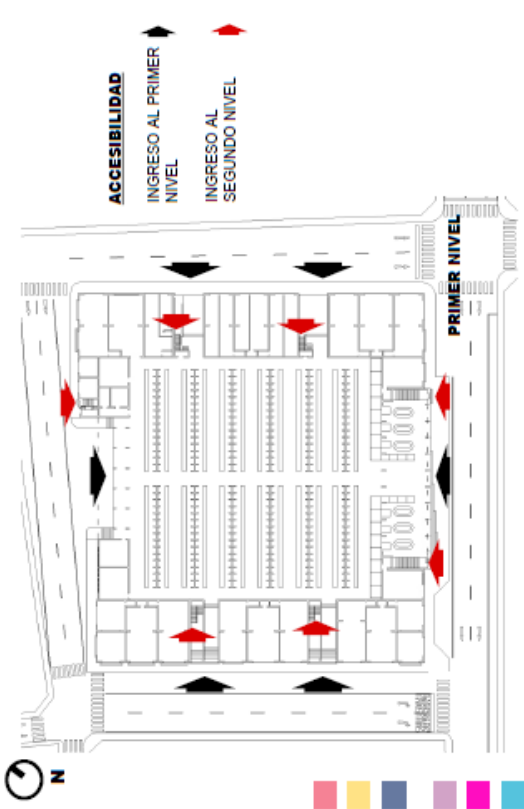 ACCESIBILIDAD
INGRESO AL PRIMER
NIVEL
INGRESO AL
SEGUNDO NIVEL
PRIMER NIVEL
N